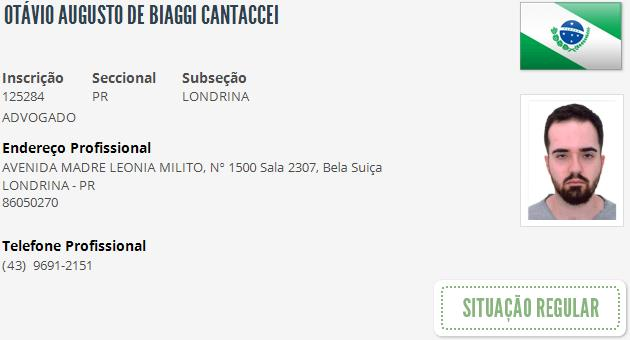 OTÁVIO AUGUSTO DE BIAGGI CANTACCEI
Inscrição Seccional Subseção
125284 PR LONDRINA
ADVOGADO
Endereço Profissional
AVENIDA MADRE LEONIA MILITO, Nº 1500 Sala 2307, Bela Suiça
LONDRINA - PR
86050270
Telefone Profissional
(43) 9691-2151
SITUAÇÃO REGULAR